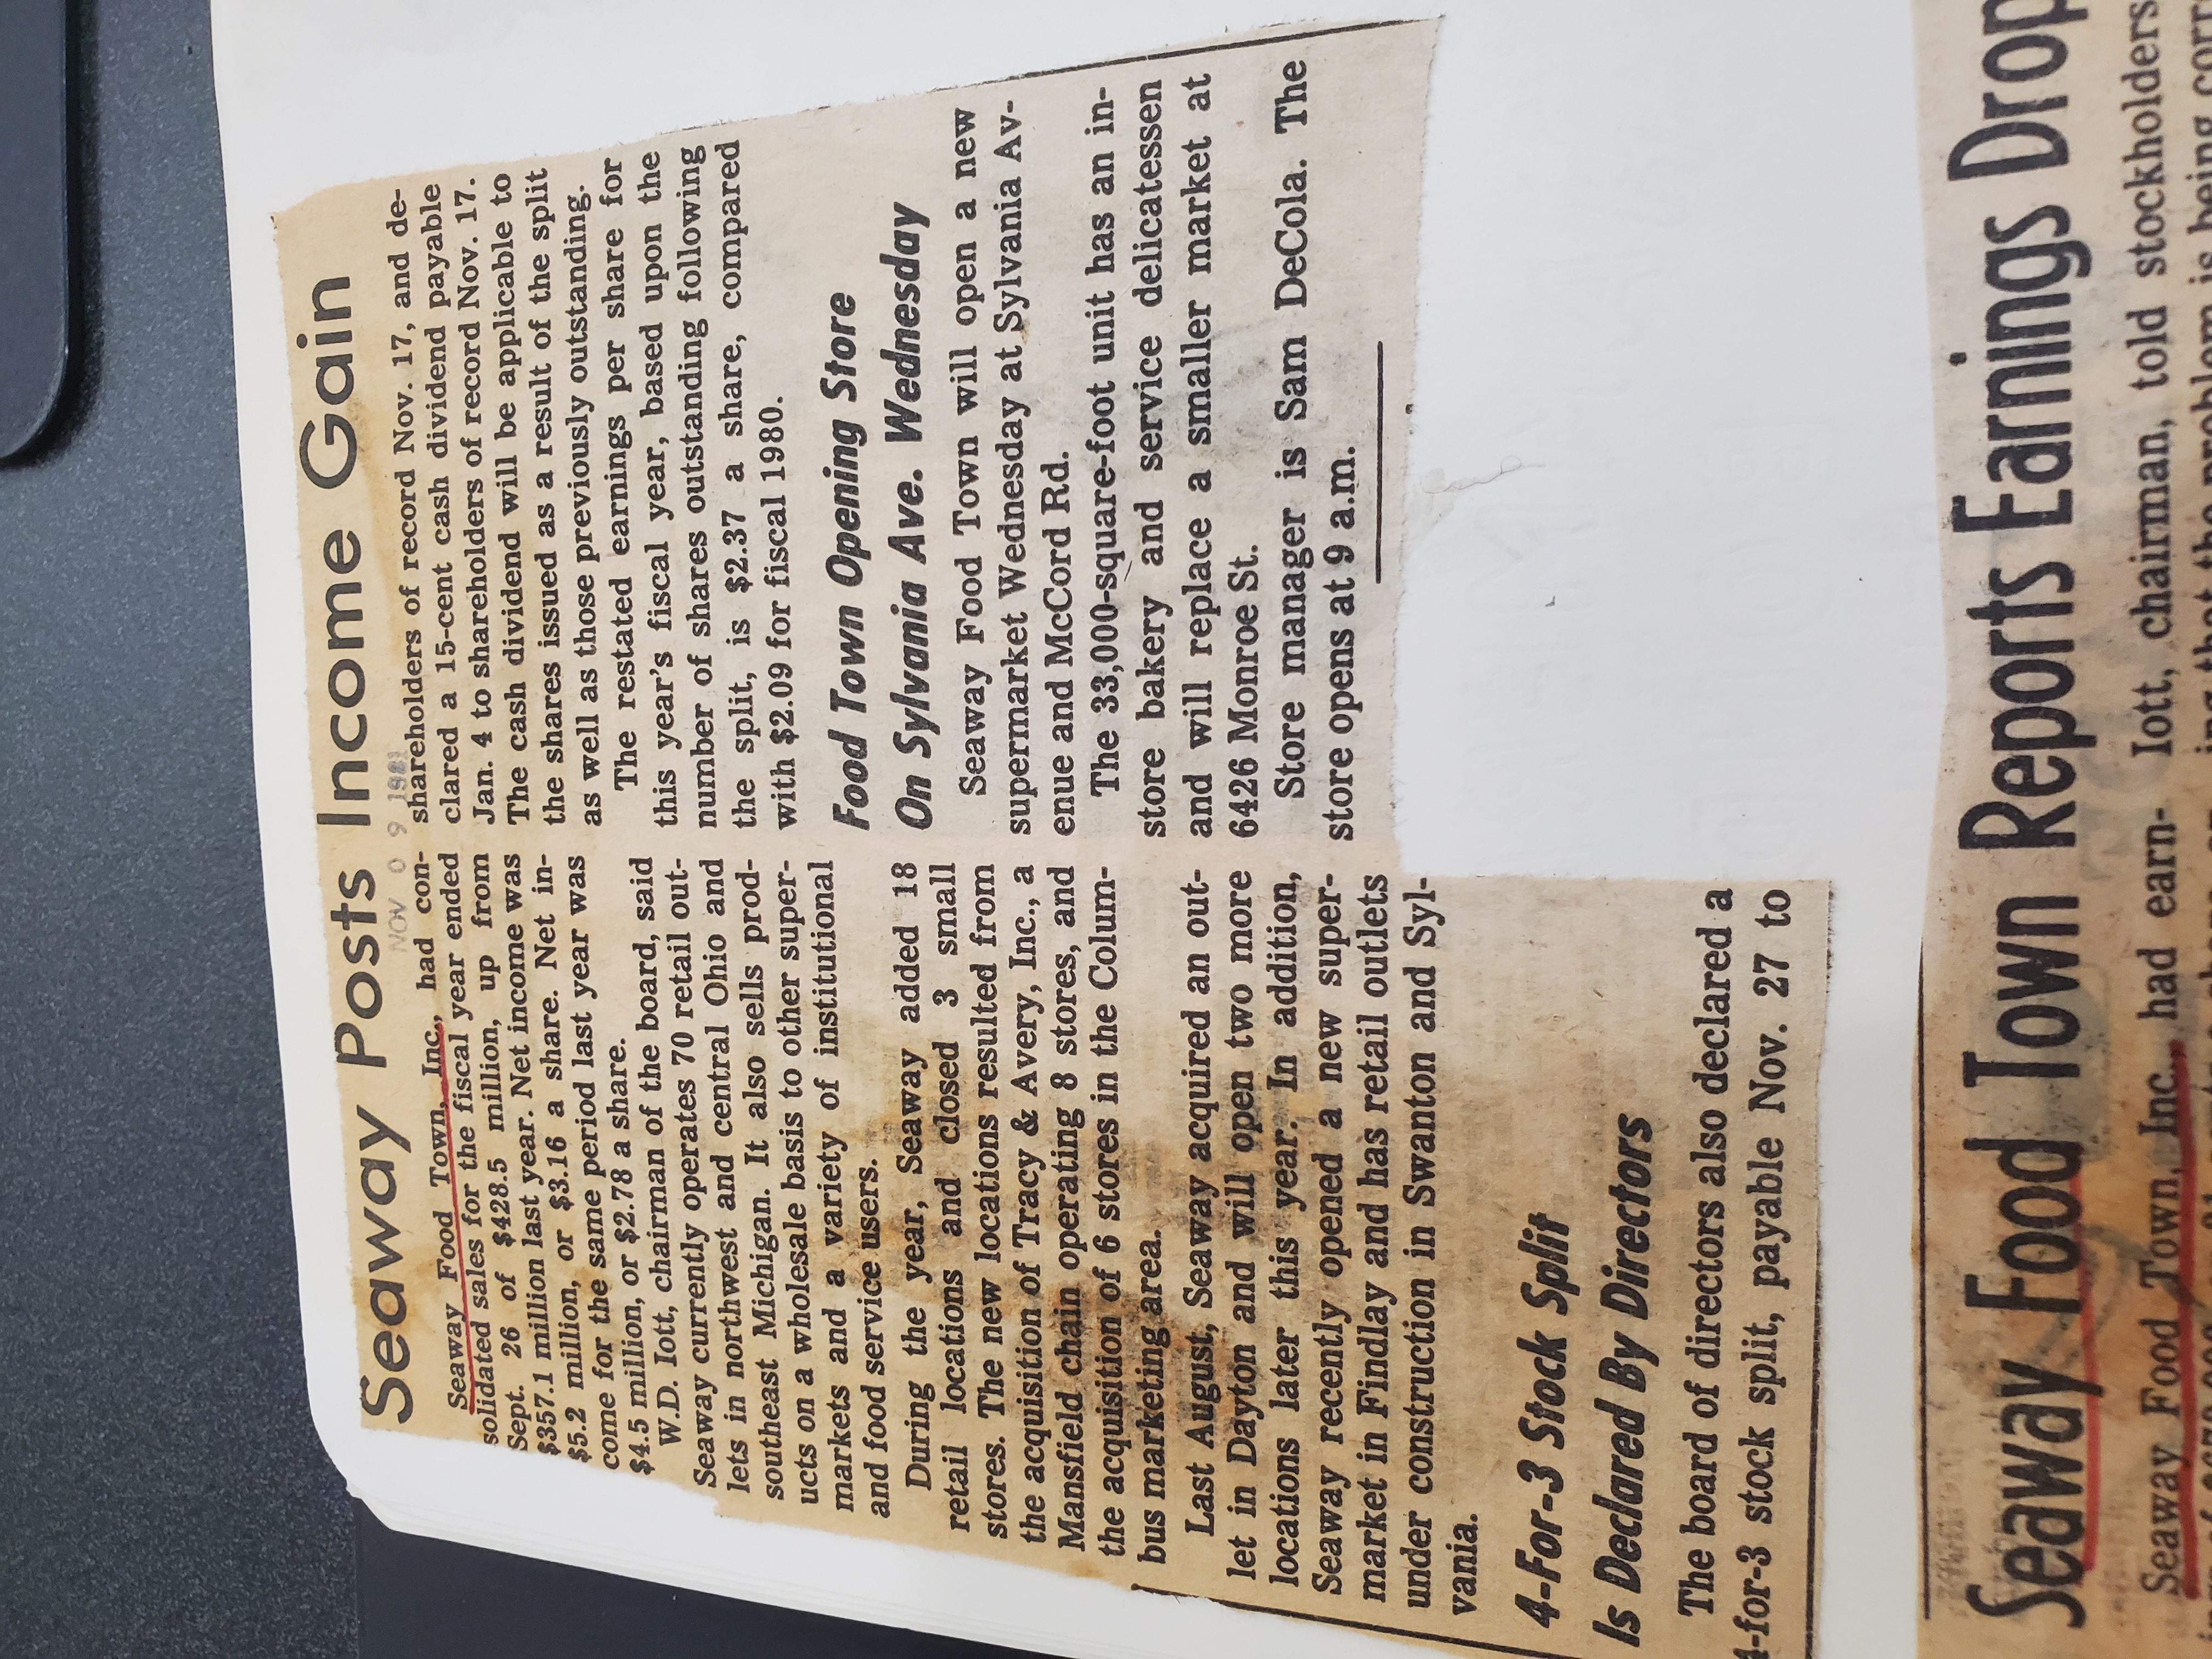 Seaway Posts Income Gain
NOV 09 1981
Seaway Food Town, Inc., had con-
solidated sales for the fiscal year ended
Sept. 26 of $428.5 million, up from
$357.1 million last year. Net income was
$5.2 million, or $3.16 a share. Net in-
come for the same period last year was
$4.5 million, or $2.78 a share.
W.D. Iott, chairman of the board, said
Seaway currently operates 70 retail out-
lets in northwest and central Ohio and
southeast Michigan. It also sells prod-
ucts on a wholesale basis to other super-
markets and a variety of institutional
and food service users.
During the year, Seaway added 18
retail locations and closed 3 small
stores. The new locations resulted from
the acquisition of Tracy & Avery, Inc., a
Mansfield chain operating 8 stores, and
the acquisition of 6 stores in the Colum-
bus marketing area.
Last August, Seaway acquired an out-
let in Dayton and will open two more
locations later this year. In addition,
Seaway recently opened a new super-
market in Findlay and has retail outlets
under construction in Swanton and Syl-
vania.
4-For-3 Stock Split
Is Declared By Directors
The board of directors also declared a
4-for-3 stock split, payable Nov. 27 to
shareholders of record Nov. 17, and de-
clared a 15-cent cash dividend payable
Jan. 4 to shareholders of record Nov. 17.
The cash dividend will be applicable to
the shares issued as a result of the split
as well as those previously outstanding.
The restated earnings per share for
this year's fiscal year, based upon the
number of shares outstanding following
the split, is $2.37 a share, compared
with $2.09 for fiscal 1980.
Food Town Opening Store
On Sylvania Ave. Wednesday
Seaway Food Town will open a new
supermarket Wednesday at Sylvania Av-
enue and McCord Rd.
The 33,000-square-foot unit has an in-
store bakery and service delicatessen
and will replace a smaller market at
6426 Monroe St.
Store manager is Sam DeCola. The
store opens at 9 a.m.
Seaway Food Town Reports Earnings Drop
Seaway Food Town, Inc., had earn-
Iott, chairman, told stockholders
ing that this problem is being corr